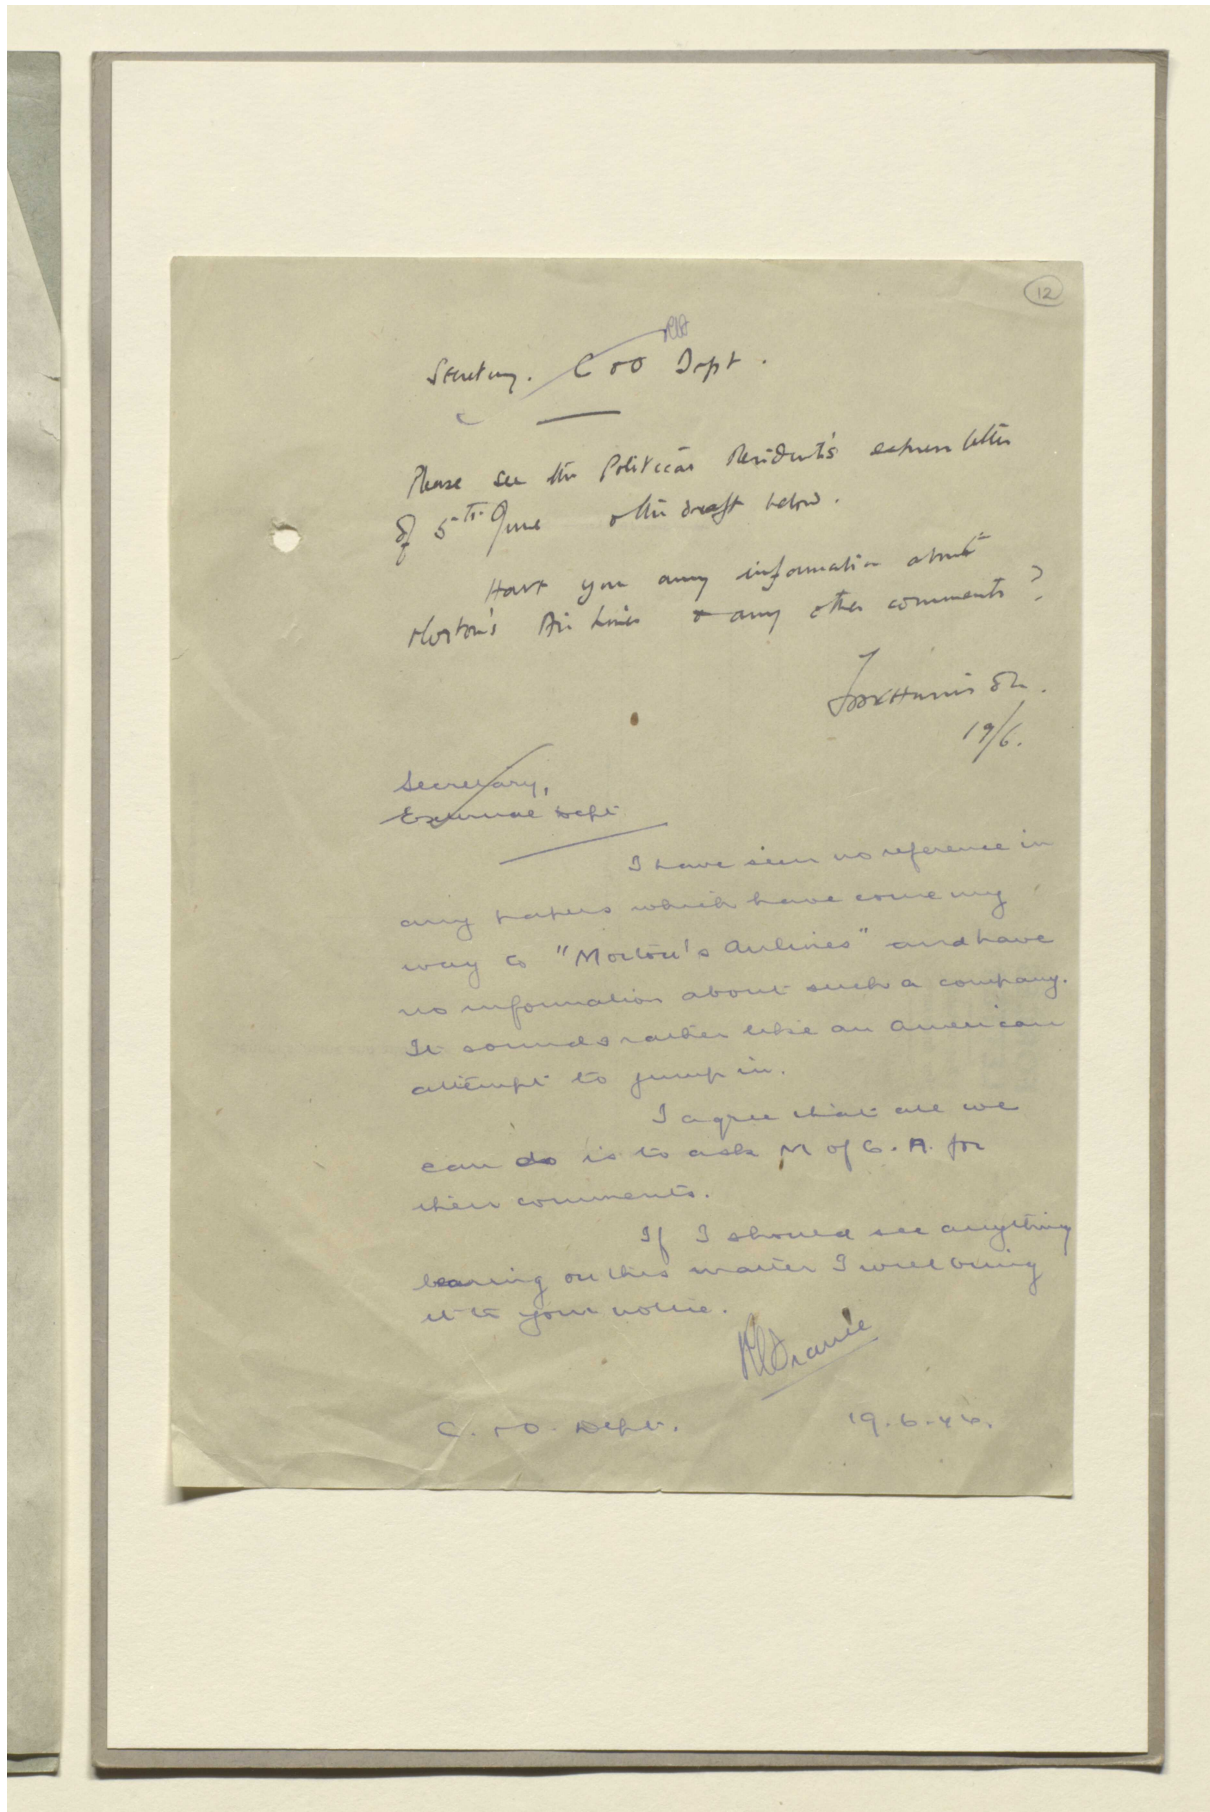 12
Secretary. C & O Dept.
Please see the Political Resident's express letter
of 5th June & the draft below.
Have you any information about
Morton's Air Lines & any other comments?
19/6.
Secretary,
External Dept
I have seen no reference in
any papers which have come my
way to "Morton's Airlines" and have
no information about such a company.
It sounds rather like an American
attempt to jump in.
I agree that all we
can do is to ask M of C. A. for
their comments.
If I should see anything
bearing on this matter I will bring
it to your notice.
C. & O. Dept.
19.6.46.